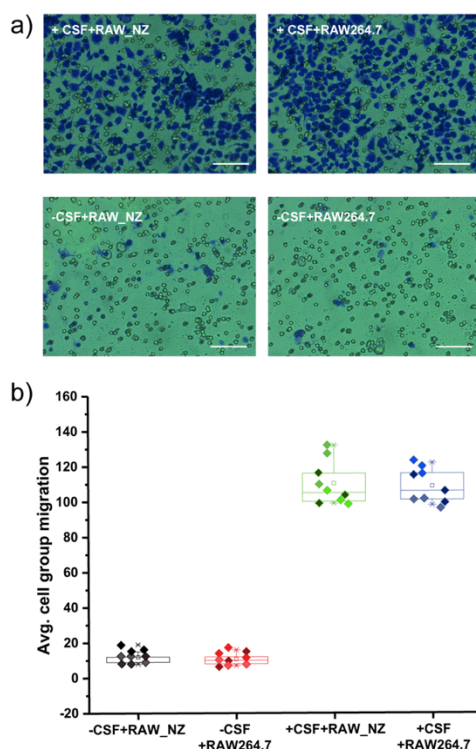 a)
+ CSF+RAW_NZ
+ CSF+RAW264.7
-CSF+RAW_NZ
-CSF+RAW264.7
b)
Avg. cell group migration
160
140
120
100
80
60
40
20
0
-20
-CSF+RAW_NZ
-CSF
+RAW264.7
+CSF+RAW_NZ
+CSF
+RAW264.7